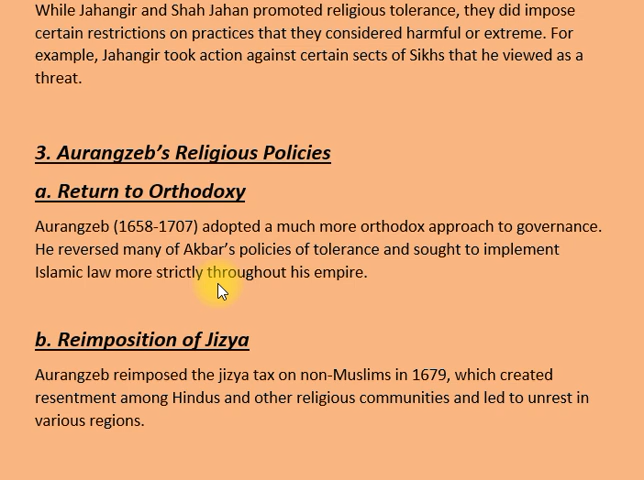 While Jahangir and Shah Jahan promoted religious tolerance, they did impose
certain restrictions on practices that they considered harmful or extreme. For
example, Jahangir took action against certain sects of Sikhs that he viewed as a
threat.
3. Aurangzeb’s Religious Policies
a. Return to Orthodoxy
Aurangzeb (1658-1707) adopted a much more orthodox approach to governance.
He reversed many of Akbar’s policies of tolerance and sought to implement
Islamic law more strictly throughout his empire.
b. Reimposition of Jizya
Aurangzeb reimposed the jizya tax on non-Muslims in 1679, which created
resentment among Hindus and other religious communities and led to unrest in
various regions.